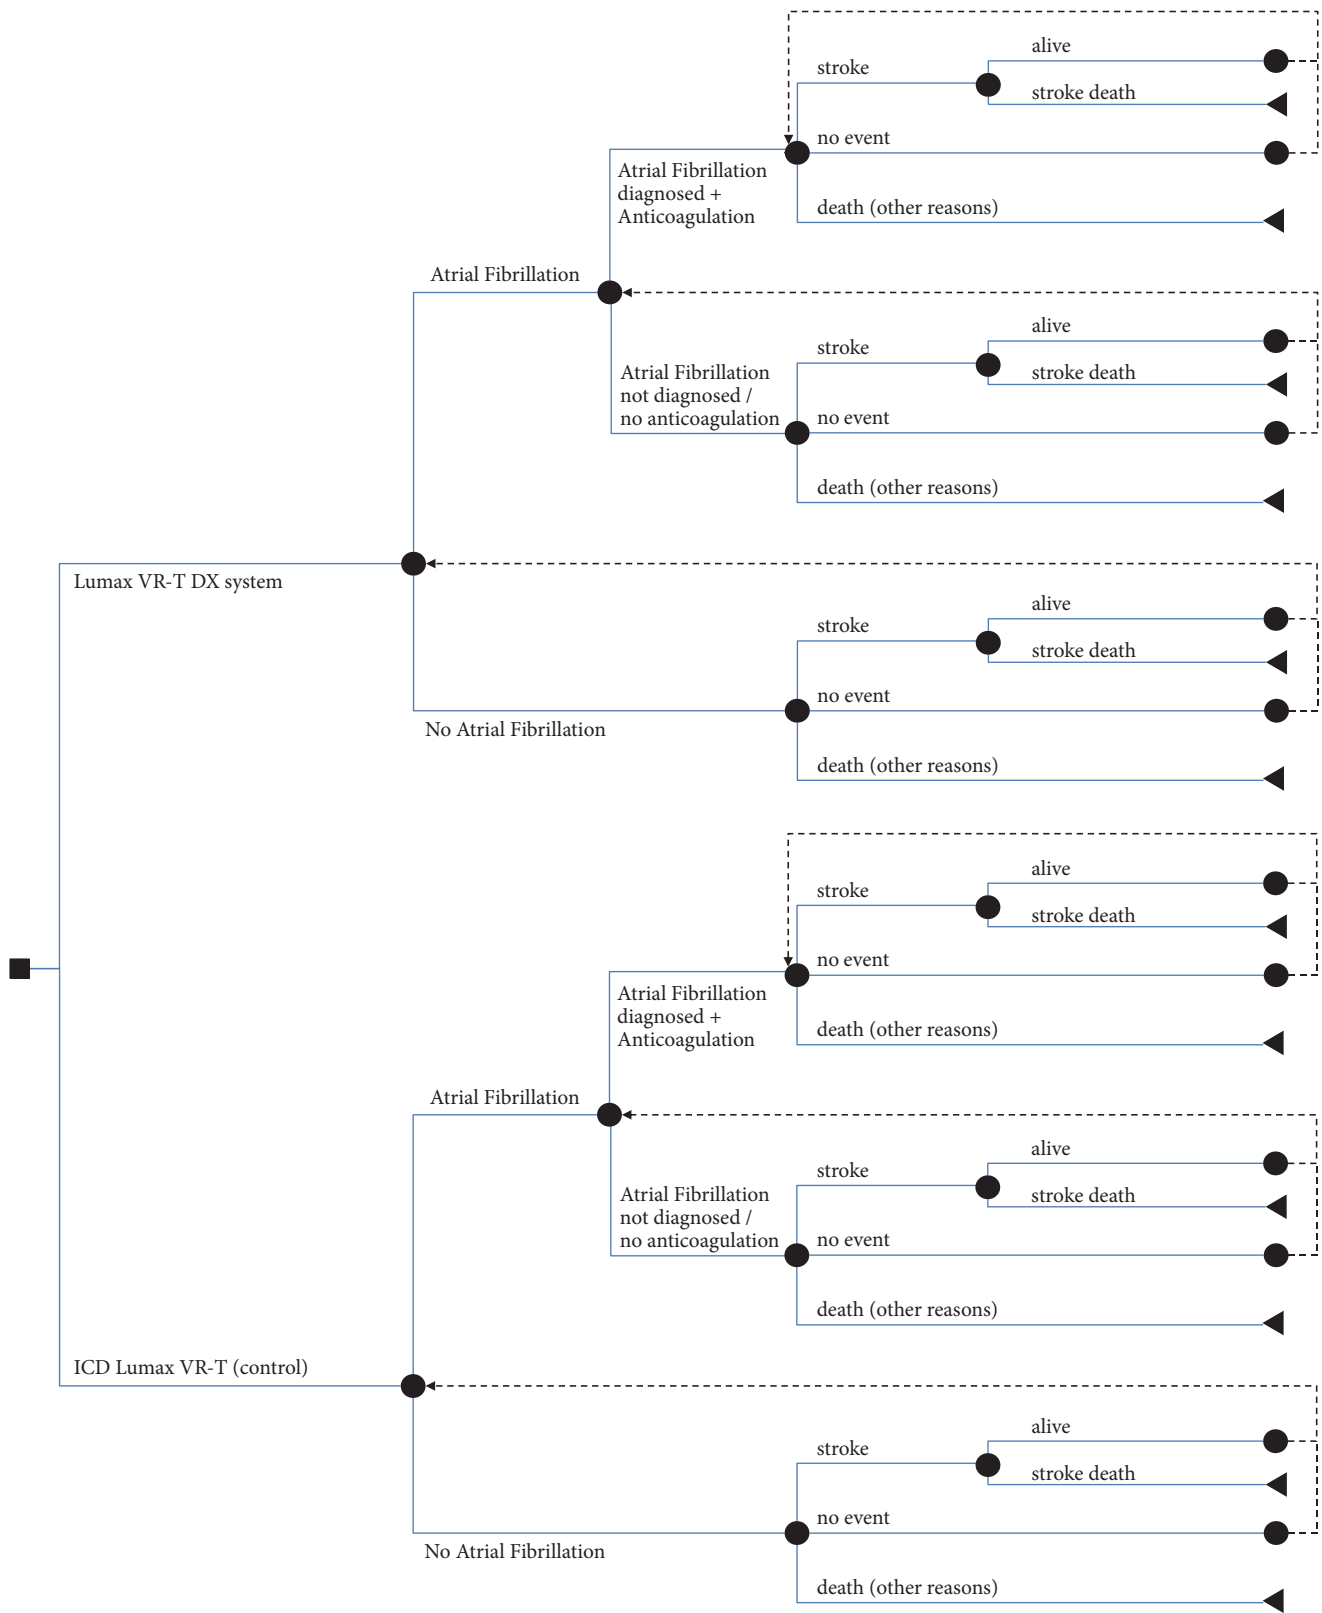 alive
stroke
stroke death
no event
Atrial Fibrillation
diagnosed +
Anticoagulation
death (other reasons)
Atrial Fibrillation
alive
stroke
stroke death
Atrial Fibrillation
not diagnosed /
no anticoagulation
no event
death (other reasons)
Lumax VR-T DX system
alive
stroke
stroke death
no event
No Atrial Fibrillation
death (other reasons)
alive
stroke
stroke death
no event
Atrial Fibrillation
diagnosed +
Anticoagulation
death (other reasons)
Atrial Fibrillation
alive
stroke
stroke death
Atrial Fibrillation
not diagnosed /
no anticoagulation
no event
death (other reasons)
ICD Lumax VR-T (control)
alive
stroke
stroke death
no event
No Atrial Fibrillation
death (other reasons)